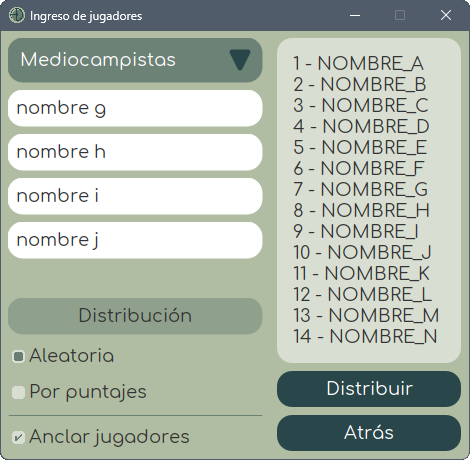 Ingreso de jugadores
Mediocampistas
nombre g
nombre h
nombre i
nombre j
Distribución
Aleatoria
Por puntajes
Anclar jugadores
1 - NOMBRE_A
2 - NOMBRE_B
3 - NOMBRE_C
4 - NOMBRE_D
5 - NOMBRE_E
6 - NOMBRE_F
7 - NOMBRE_G
8 - NOMBRE_H
9 - NOMBRE_I
10 - NOMBRE_J
11 - NOMBRE_K
12 - NOMBRE_L
13 - NOMBRE_M
14 - NOMBRE_N
Distribuir
Atrás